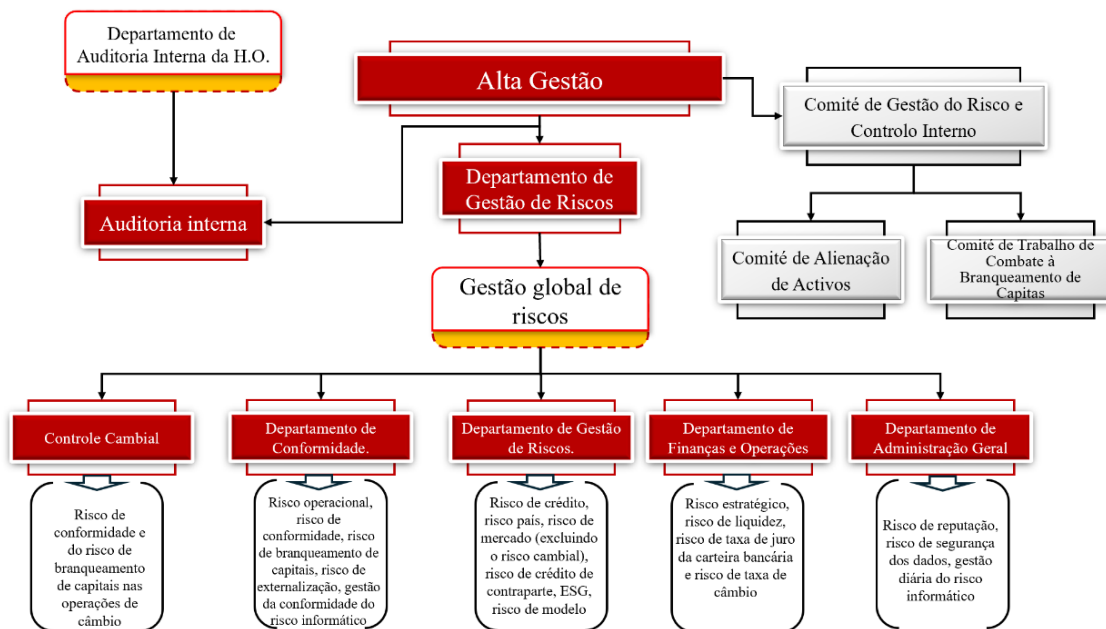 Departamento de
Auditoria Interna da H.O.
Alta Gestão
Comité de Gestão do Risco e
Controlo Interno
Departamento de
Gestão de Riscos
Auditoria interna
Comité de Alienação
de Activos
Comité de Trabalho de
Combate à
Branqueamento de
Capitas
Gestão global de
riscos
Controle Cambial
Departamento de
Conformidade.
Departamento de Gestão
de Riscos.
Departamento de
Finanças e Operações
Departamento de
Administração Geral
Risco de
conformidade e
do risco de
branqueamento
de capitais nas
operações de
câmbio
Risco operacional,
risco de
conformidade, risco
de branqueamento de
capitais, risco de
externalização, gestão
da conformidade do
risco informático
Risco de crédito,
risco país, risco de
mercado (excluindo
o risco cambial),
risco de crédito de
contraparte, ESG,
risco de modelo
Risco estratégico,
risco de liquidez,
risco de taxa de juro
da carteira bancária
e risco de taxa de
câmbio
Risco de reputação,
risco de segurança
dos dados, gestão
diária do risco
informático